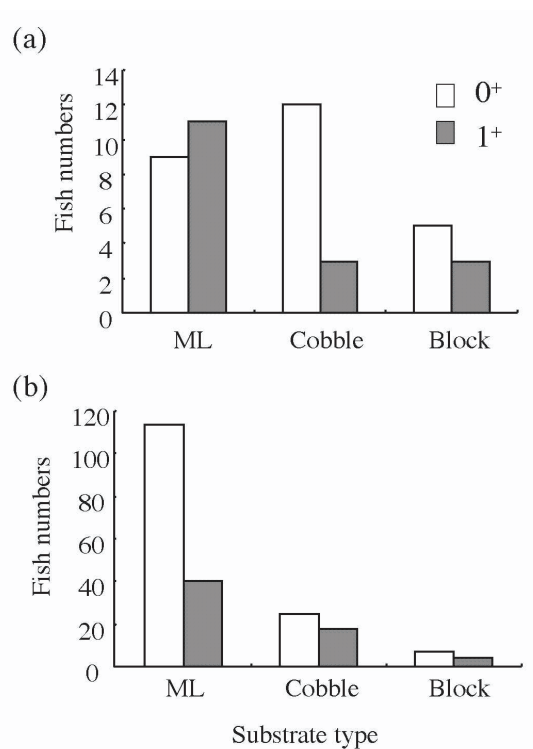 (a)
14
12
10
8
6
4
2
0
Fish numbers
0⁺
1⁺
ML Cobble Block
(b)
120
100
80
60
40
20
0
Fish numbers
ML Cobble Block
Substrate type